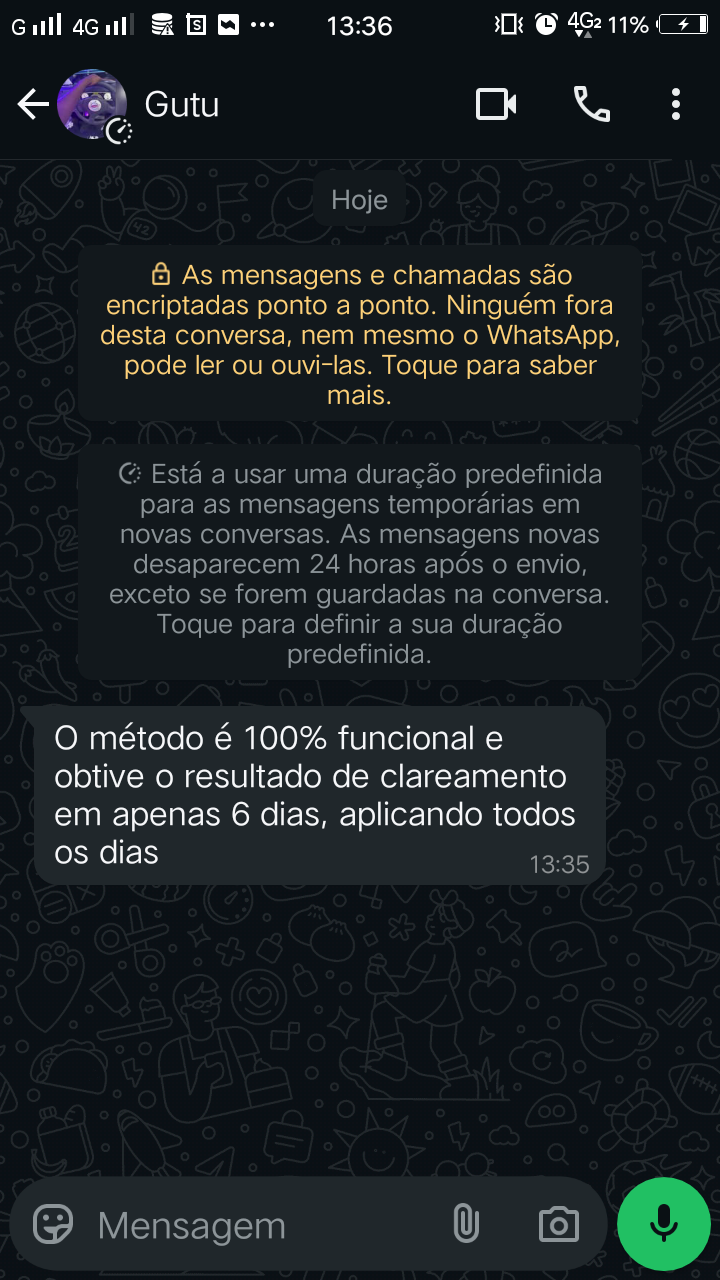 G 4G S 13:36 4G2 11%
Gutu
Hoje
As mensagens e chamadas são
encriptadas ponto a ponto. Ninguém fora
desta conversa, nem mesmo o WhatsApp,
pode ler ou ouvi-las. Toque para saber
mais.
Está a usar uma duração predefinida
para as mensagens temporárias em
novas conversas. As mensagens novas
desaparecem 24 horas após o envio,
exceto se forem guardadas na conversa.
Toque para definir a sua duração
predefinida.
O método é 100% funcional e
obtive o resultado de clareamento
em apenas 6 dias, aplicando todos
os dias
13:35
Mensagem